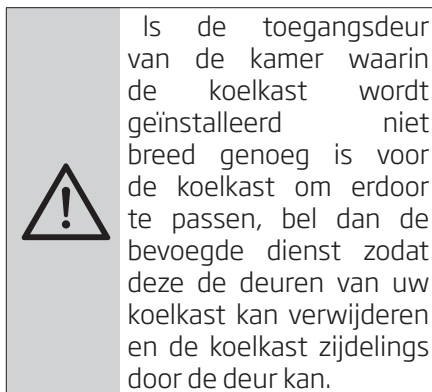 Is de toegangsdeur
van de kamer waarin
de koelkast wordt
geïnstalleerd niet
breed genoeg is voor
de koelkast om erdoor
te passen, bel dan de
bevoegde dienst zodat
deze de deuren van uw
koelkast kan verwijderen
en de koelkast zijdelings
door de deur kan.